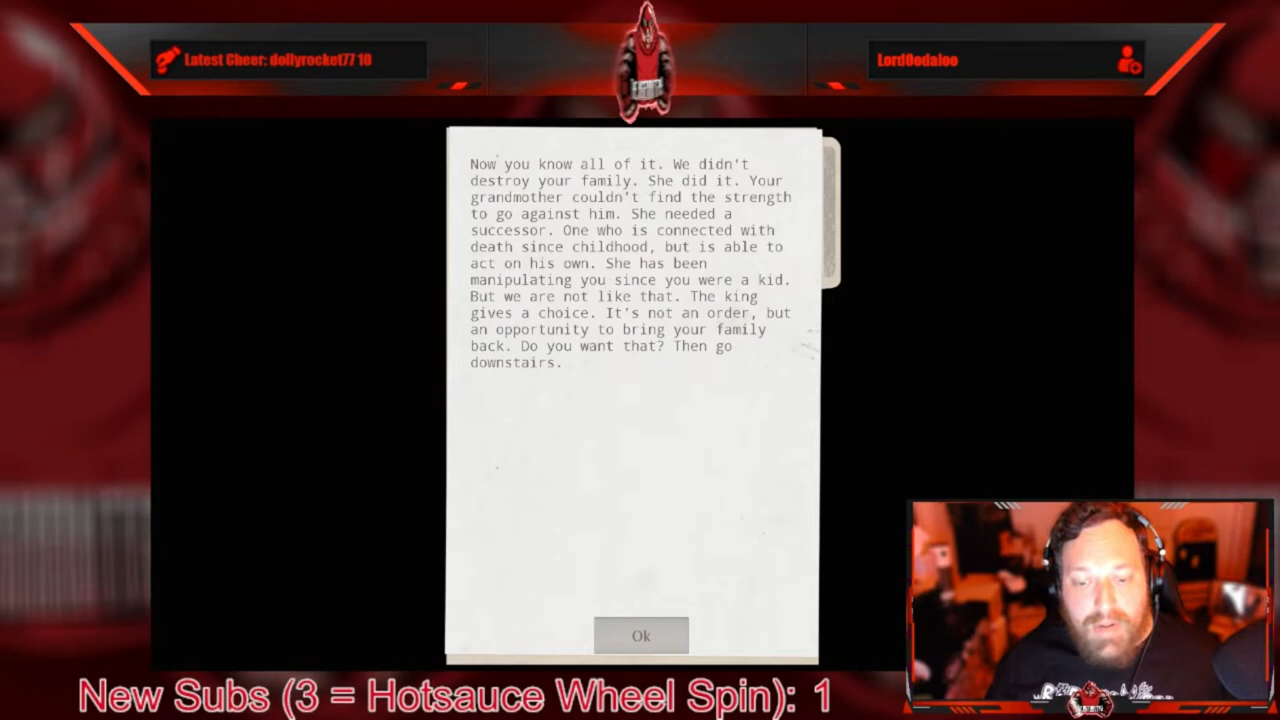 Latest Cheer: dollyrocket77 10
LordOodaloo
Now you know all of it. We didn't
destroy your family. She did it. Your
grandmother couldn't find the strength
to go against him. She needed a
successor. One who is connected with
death since childhood, but is able to
act on his own. She has been
manipulating you since you were a kid.
But we are not like that. The king
gives a choice. It's not an order, but
an opportunity to bring your family
back. Do you want that? Then go
downstairs.
Ok
New Subs (3 = Hotsauce Wheel Spin): 1